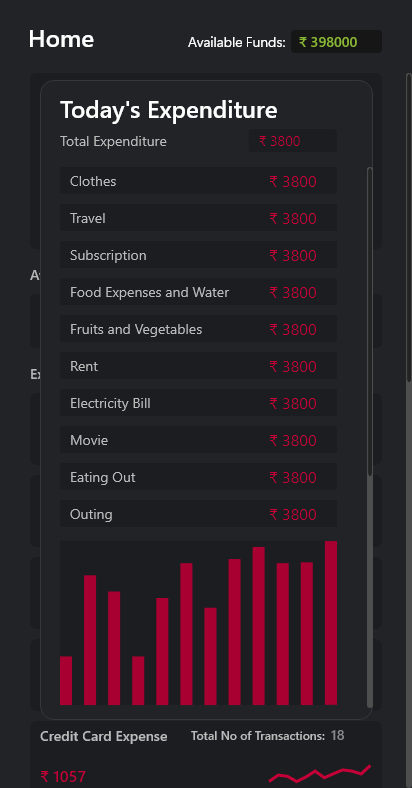 Home
Available Funds: ₹ 398000
Today's Expenditure
Total Expenditure ₹ 3800
Clothes ₹ 3800
Travel ₹ 3800
Subscription ₹ 3800
Food Expenses and Water ₹ 3800
Fruits and Vegetables ₹ 3800
Rent ₹ 3800
Electricity Bill ₹ 3800
Movie ₹ 3800
Eating Out ₹ 3800
Outing ₹ 3800
Credit Card Expense Total No of Transactions: 18
₹ 1057